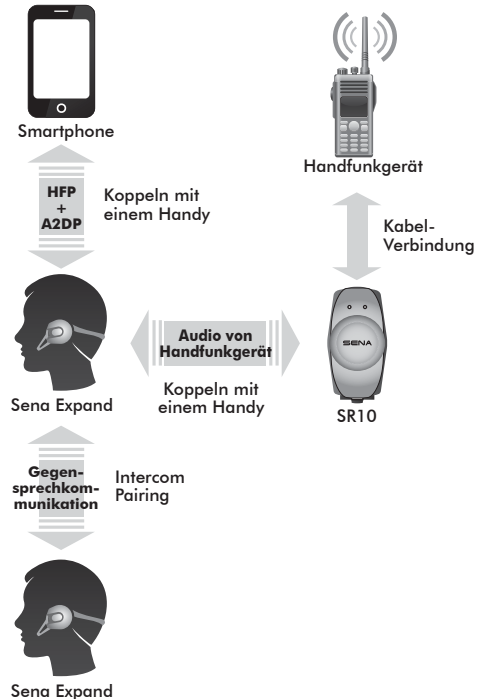 Smartphone
Handfunkgerät
HFP
+
A2DP
Koppeln mit
einem Handy
Kabel-
Verbindung
Audio von
Handfunkgerät
SENA
Sena Expand
Koppeln mit
einem Handy
SR10
Gegen-
sprechkom-
munikation
Intercom
Pairing
Sena Expand